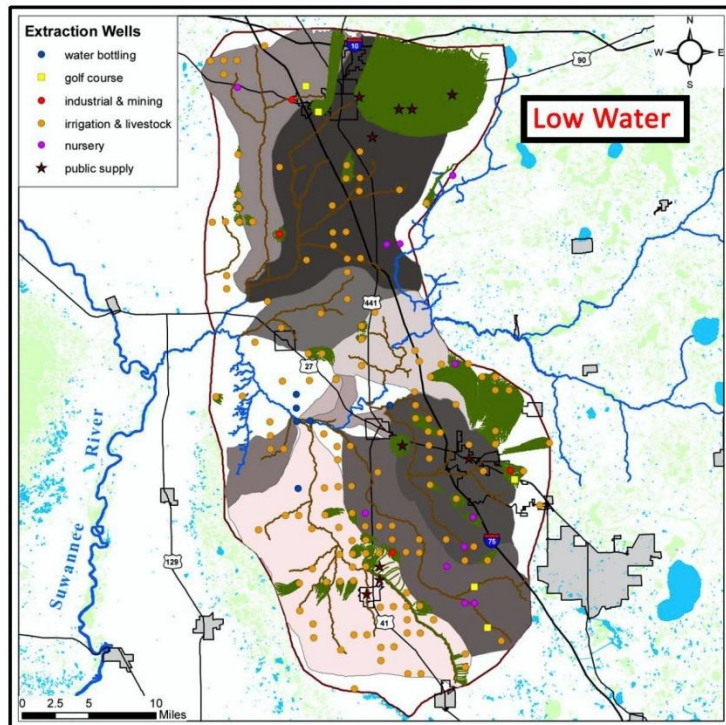 Extraction Wells
water bottling
golf course
industrial & mining
irrigation & livestock
nursery
public supply
10
90
N
W E
S
Low Water
441
27
Suwannee River
129
75
41
0 2.5 5 10
Miles